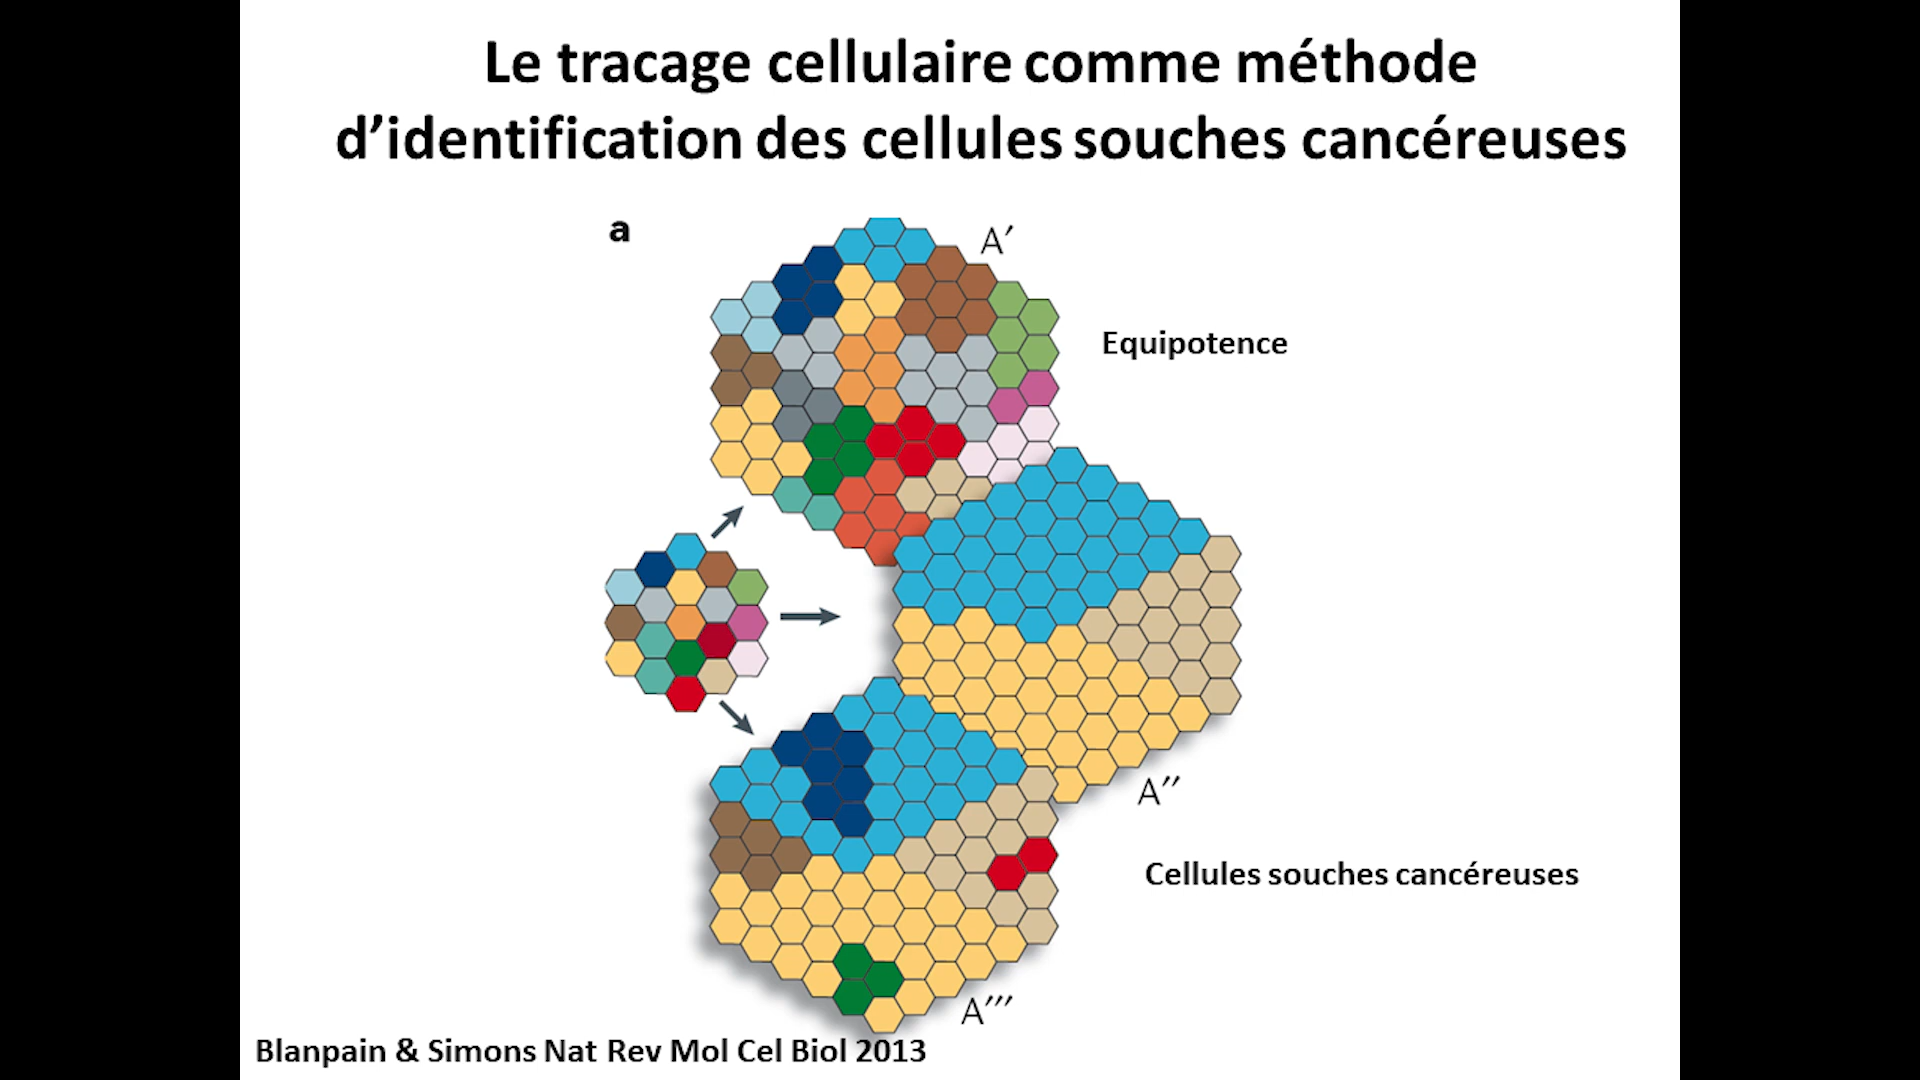 Le tracage cellulaire comme méthode
d’identification des cellules souches cancéreuses
a
A′
Equipotence
A′′
Cellules souches cancéreuses
A′′′
Blanpain & Simons Nat Rev Mol Cel Biol 2013